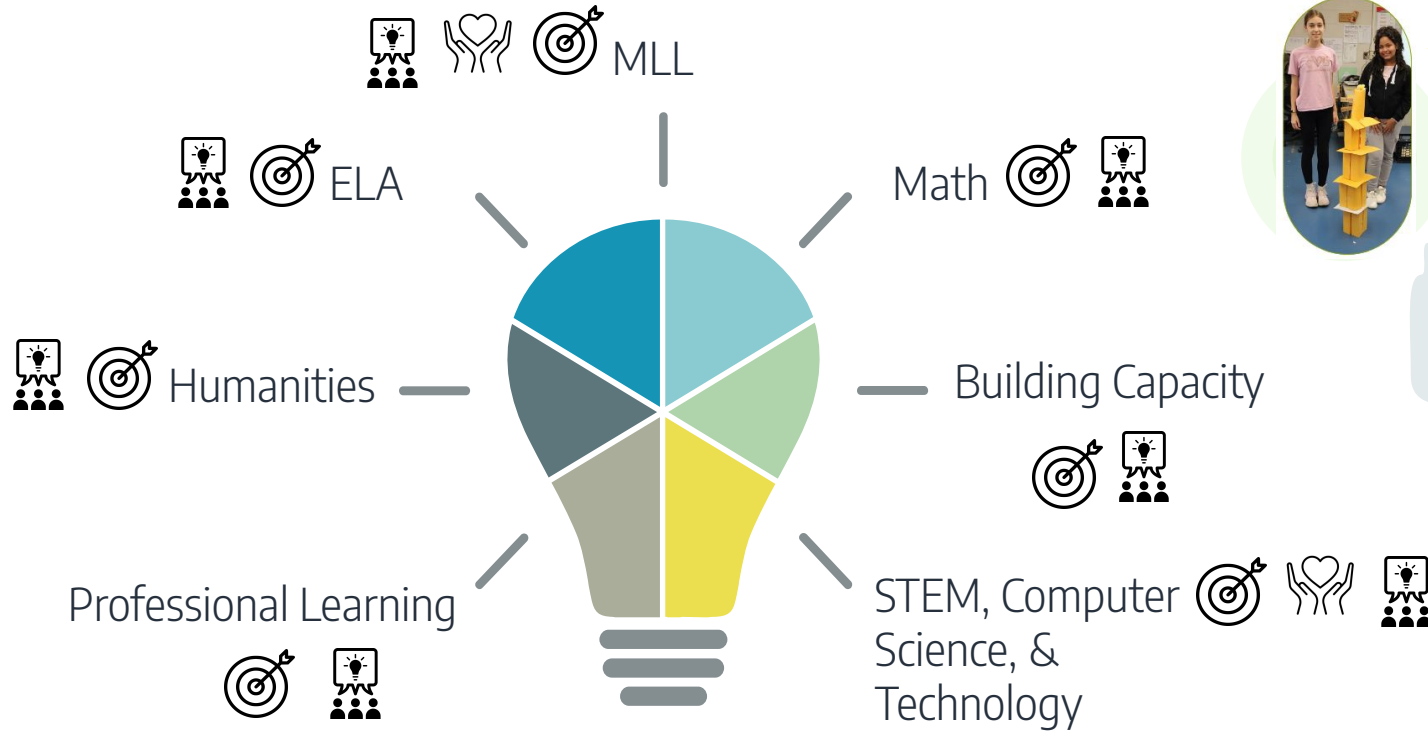 MLL
ELA
Math
Humanities
Building Capacity
Professional Learning
STEM, Computer
Science, &
Technology